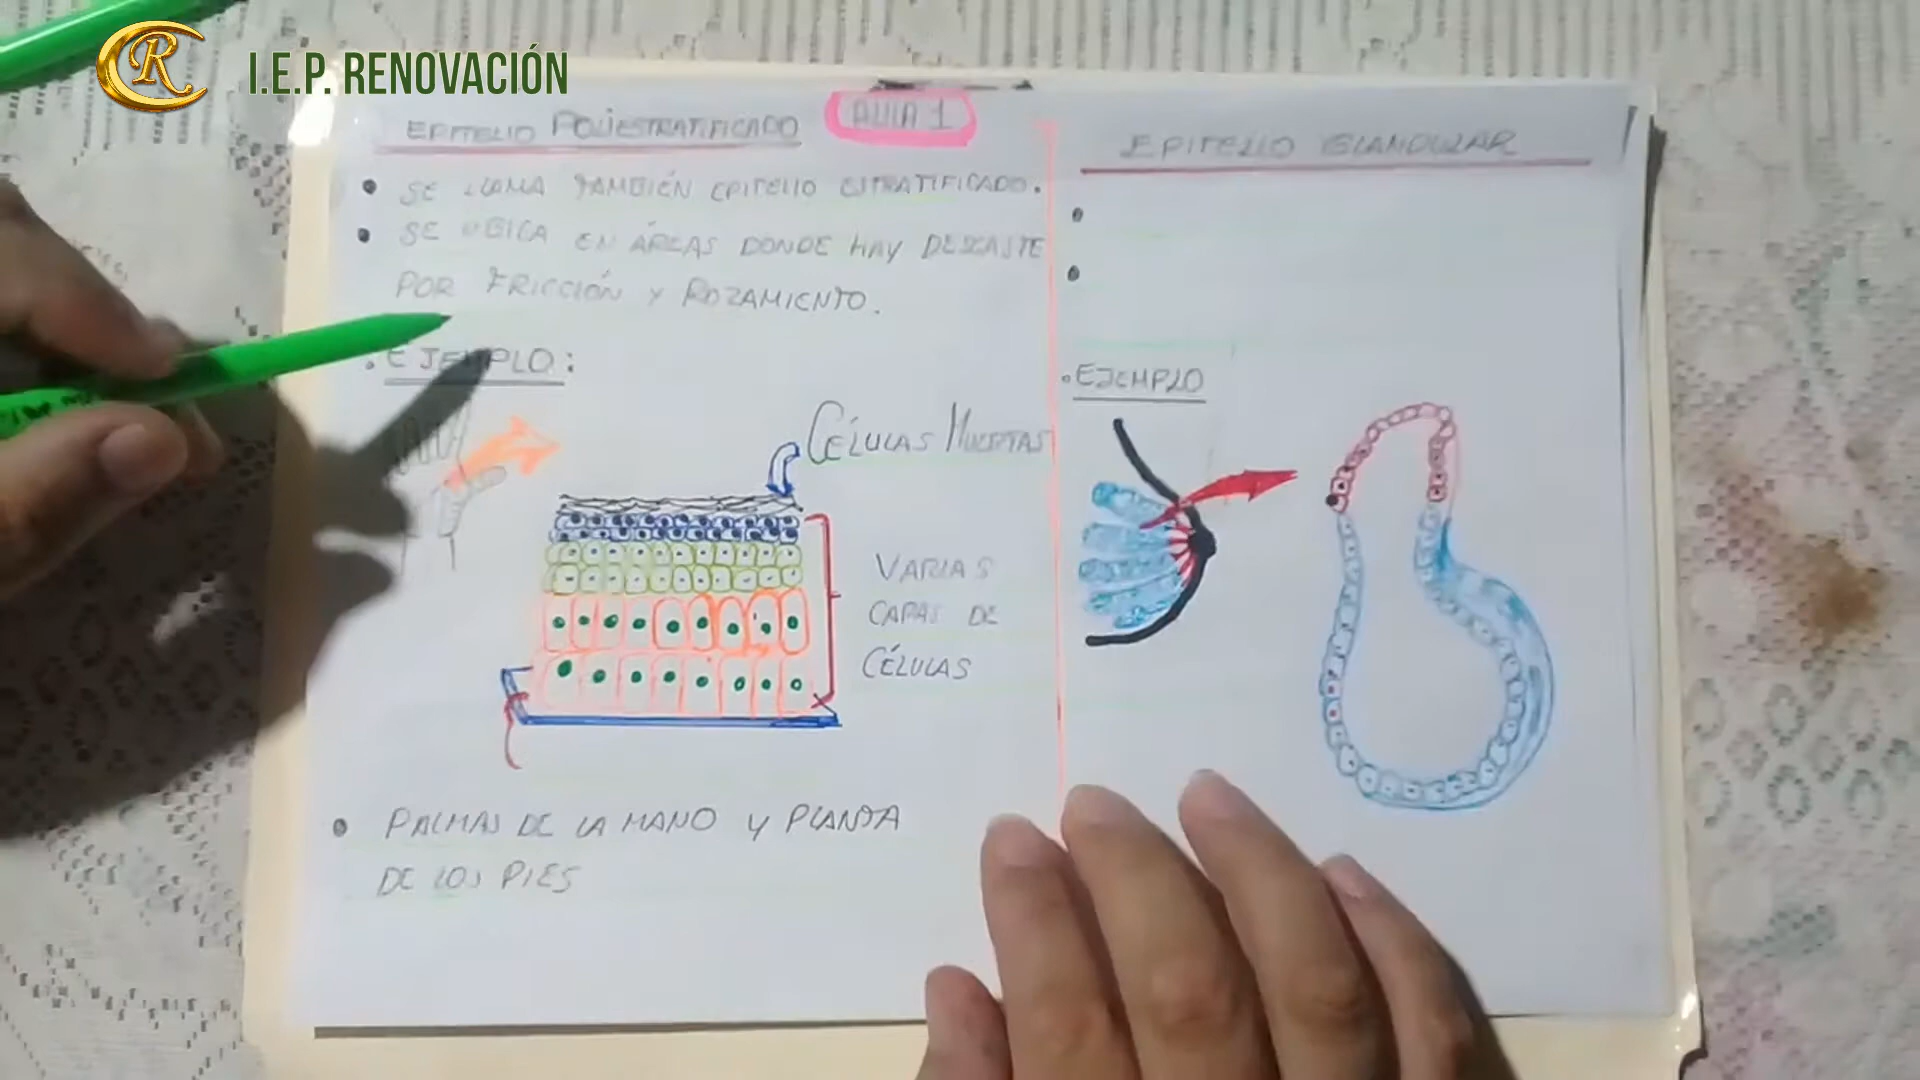 I.E.P. RENOVACIÓN
EPITELIO POLIESTRATIFICADO
AULA 1
SE LLAMA TAMBIÉN EPITELIO ESTRATIFICADO.
SE UBICA EN ÁREAS DONDE HAY DESGASTE
POR FRICCIÓN Y ROZAMIENTO.
EJEMPLO:
CÉLULAS MUERTAS
VARIAS
CAPAS DE
CÉLULAS
PALMAS DE LA MANO Y PLANTA
DE LOS PIES
EPITELIO GLANDULAR
EJEMPLO